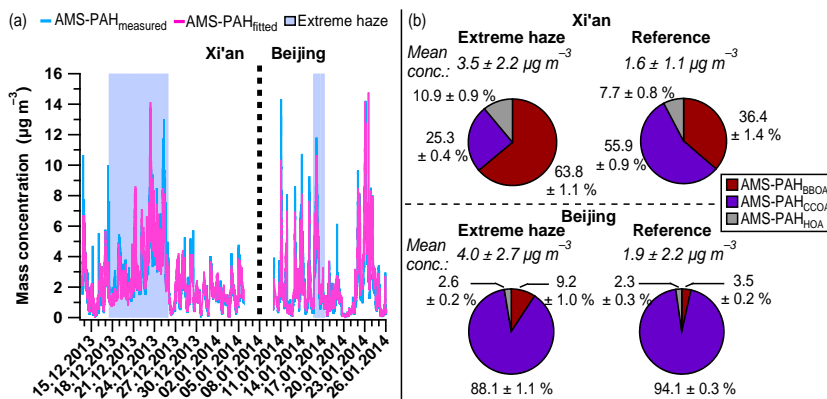 (a) AMS-PAHmeasured AMS-PAHfitted Extreme haze
Xi'an Beijing
Mass concentration (µg m⁻³)
16
14
12
10
8
6
4
2
0
15.12.2013
18.12.2013
21.12.2013
24.12.2013
27.12.2013
30.12.2013
02.01.2014
05.01.2014
08.01.2014
11.01.2014
14.01.2014
17.01.2014
20.01.2014
23.01.2014
26.01.2014
(b) Xi'an
Extreme haze Reference
Mean conc.: 3.5 ± 2.2 µg m⁻³ 1.6 ± 1.1 µg m⁻³
10.9 ± 0.9 %
25.3 ± 0.4 %
63.8 ± 1.1 %
7.7 ± 0.8 %
36.4 ± 1.4 %
55.9 ± 0.9 %
AMS-PAHBBOA
AMS-PAHCCOA
AMS-PAHHOA
Beijing
Extreme haze Reference
Mean conc.: 4.0 ± 2.7 µg m⁻³ 1.9 ± 2.2 µg m⁻³
2.6 ± 0.2 %
9.2 ± 1.0 %
88.1 ± 1.1 %
2.3 ± 0.3 %
3.5 ± 0.2 %
94.1 ± 0.3 %